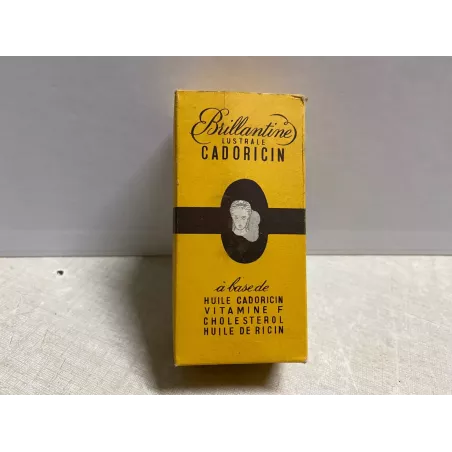 Brillantine
LUSTRALE
CADORICIN
à base de
HUILE CADORICIN
VITAMINE F
CHOLESTEROL
HUILE DE RICIN